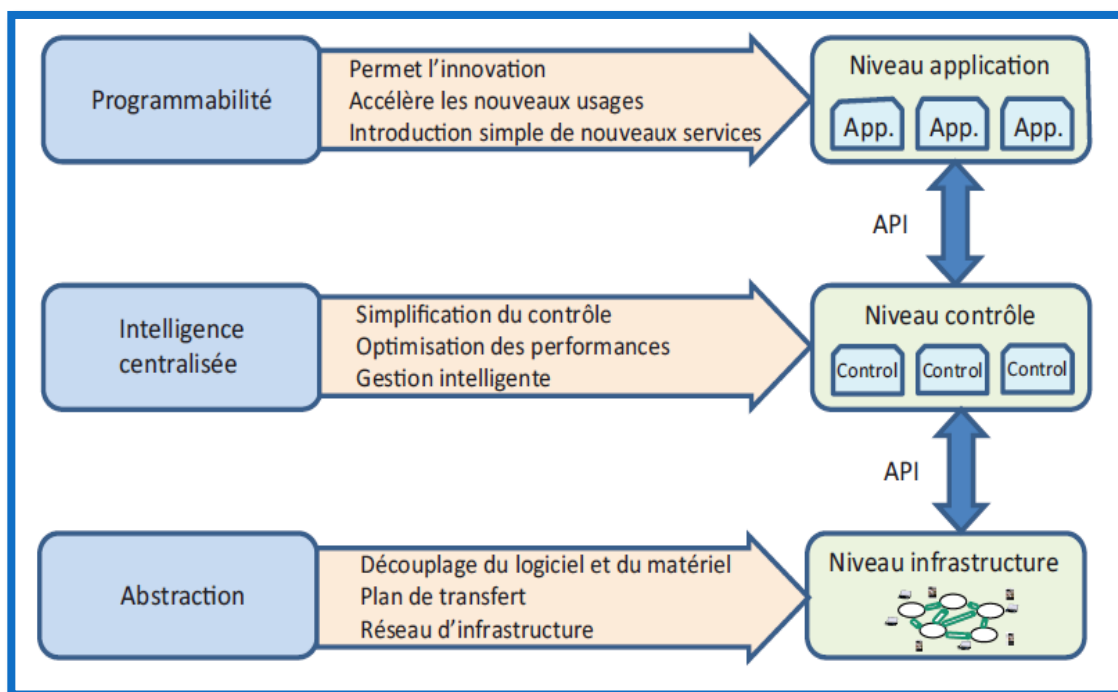 Programmabilité
Permet l’innovation
Accélère les nouveaux usages
Introduction simple de nouveaux services
Niveau application
App. App. App.
API
Intelligence
centralisée
Simplification du contrôle
Optimisation des performances
Gestion intelligente
Niveau contrôle
Control Control Control
API
Abstraction
Découplage du logiciel et du matériel
Plan de transfert
Réseau d’infrastructure
Niveau infrastructure